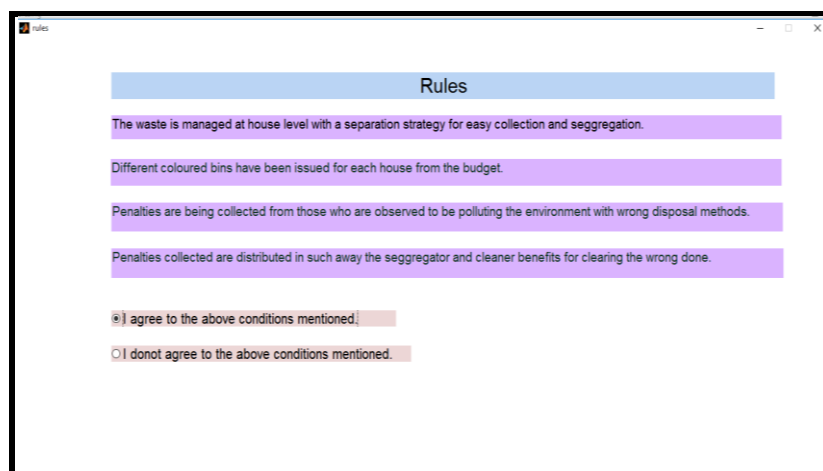 rules
Rules
The waste is managed at house level with a separation strategy for easy collection and seggregation.
Different coloured bins have been issued for each house from the budget.
Penalties are being collected from those who are observed to be polluting the environment with wrong disposal methods.
Penalties collected are distributed in such away the seggregator and cleaner benefits for clearing the wrong done.
I agree to the above conditions mentioned.
I donot agree to the above conditions mentioned.